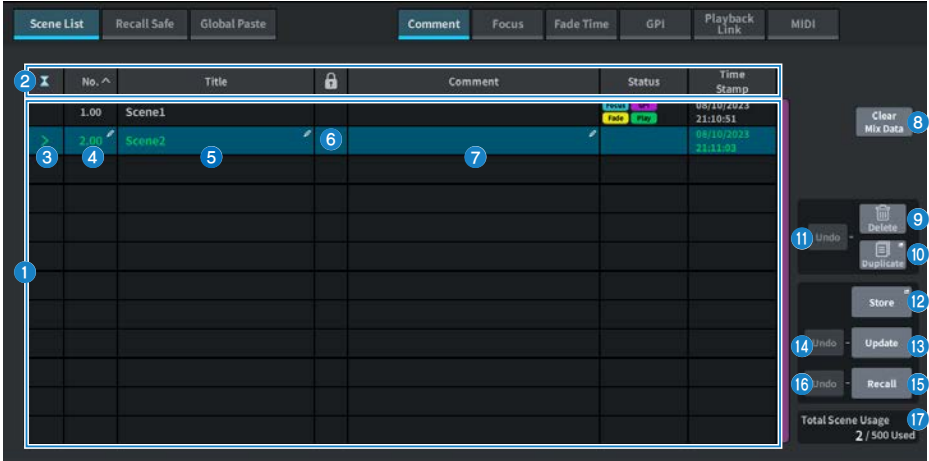 Scene List Recall Safe Global Paste Comment Focus Fade Time GPI Playback MIDI
Link
2 No. Title Comment Status Time
Stamp
1.00 Scene1 Focus GPI 08/10/2023
Fade Play 21:10:51
Clear
Mix Data 8
> 2.00 Scene2 08/10/2023
21:11:03
3 4 5 6 7
1
Delete 9
11 Undo
Duplicate 10
Store 12
14 Undo Update 13
16 Undo Recall 15
Total Scene Usage 17
2 / 500 Used